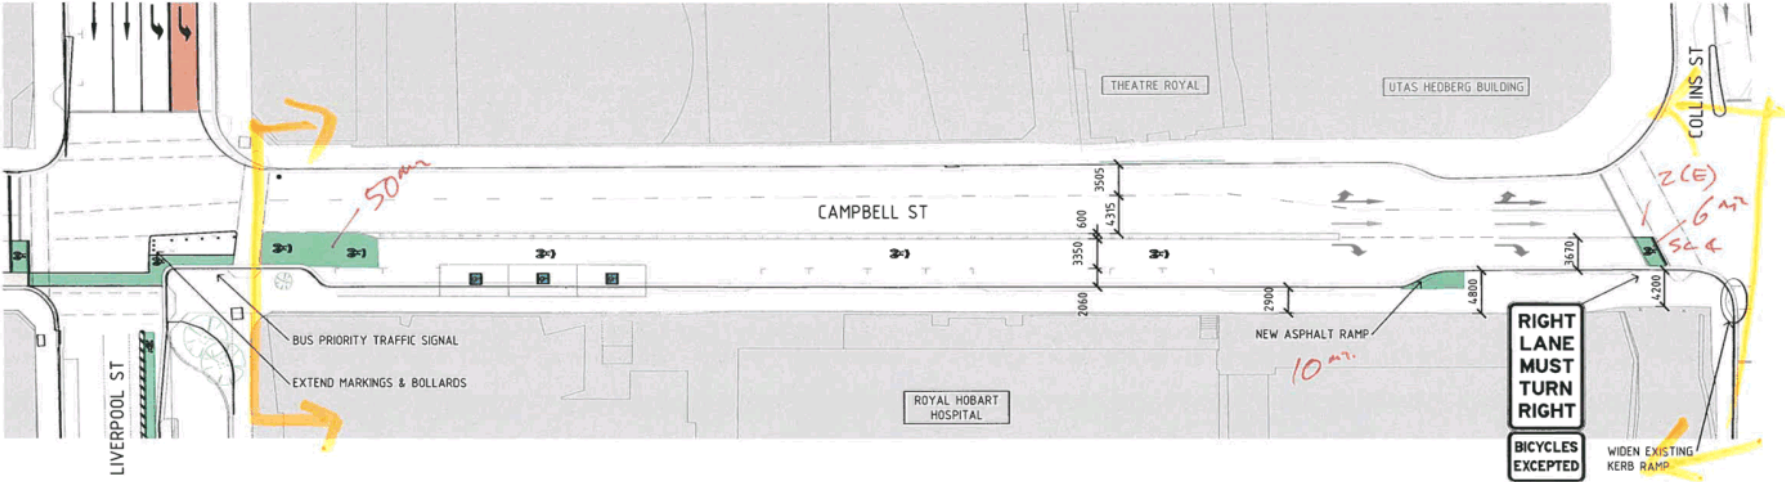 THEATRE ROYAL
UTAS HEDBERG BUILDING
COLLINS ST
50m²
3505
4315
600
3350
2060
CAMPBELL ST
2(E)
6m²
3670
4200
4800
2900
BUS PRIORITY TRAFFIC SIGNAL
EXTEND MARKINGS & BOLLARDS
LIVERPOOL ST
ROYAL HOBART
HOSPITAL
NEW ASPHALT RAMP
10m²
RIGHT
LANE
MUST
TURN
RIGHT
BICYCLES
EXCEPTED
WIDEN EXISTING
KERB RAMP